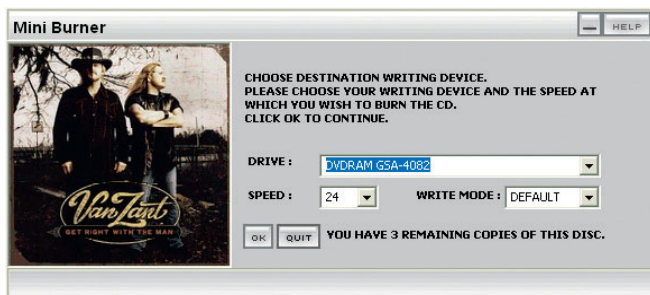 Mini Burner
HELP
CHOOSE DESTINATION WRITING DEVICE.
PLEASE CHOOSE YOUR WRITING DEVICE AND THE SPEED AT
WHICH YOU WISH TO BURN THE CD.
CLICK OK TO CONTINUE.
DRIVE : DVDRAM GSA-4082
SPEED : 24 WRITE MODE : DEFAULT
OK QUIT YOU HAVE 3 REMAINING COPIES OF THIS DISC.
Van Zant
GET RIGHT WITH THE MAN